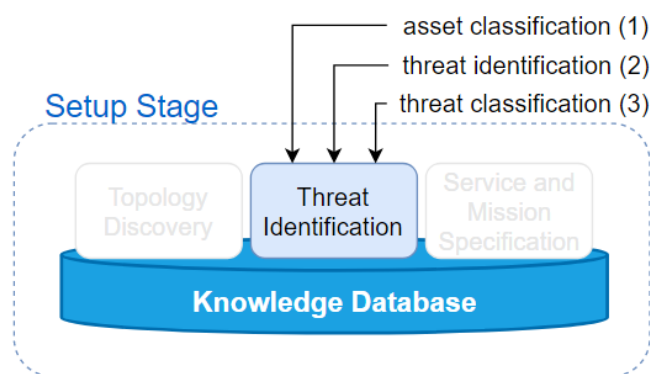 asset classification (1)
threat identification (2)
threat classification (3)
Setup Stage
Topology
Discovery
Threat
Identification
Service and
Mission
Specification
Knowledge Database